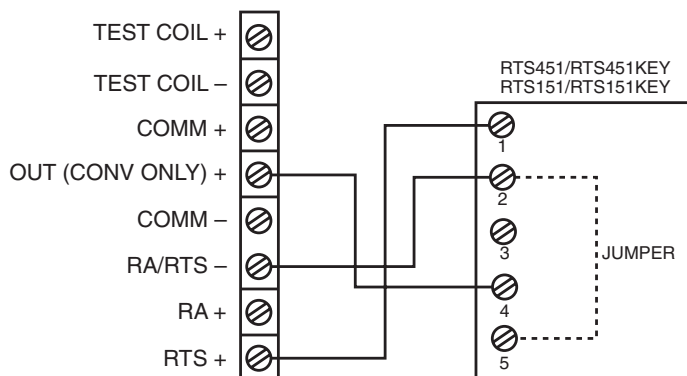 TEST COIL +
TEST COIL –
COMM +
OUT (CONV ONLY) +
COMM –
RA/RTS –
RA +
RTS +
RTS451/RTS451KEY
RTS151/RTS151KEY
1
2
3
4
5
JUMPER